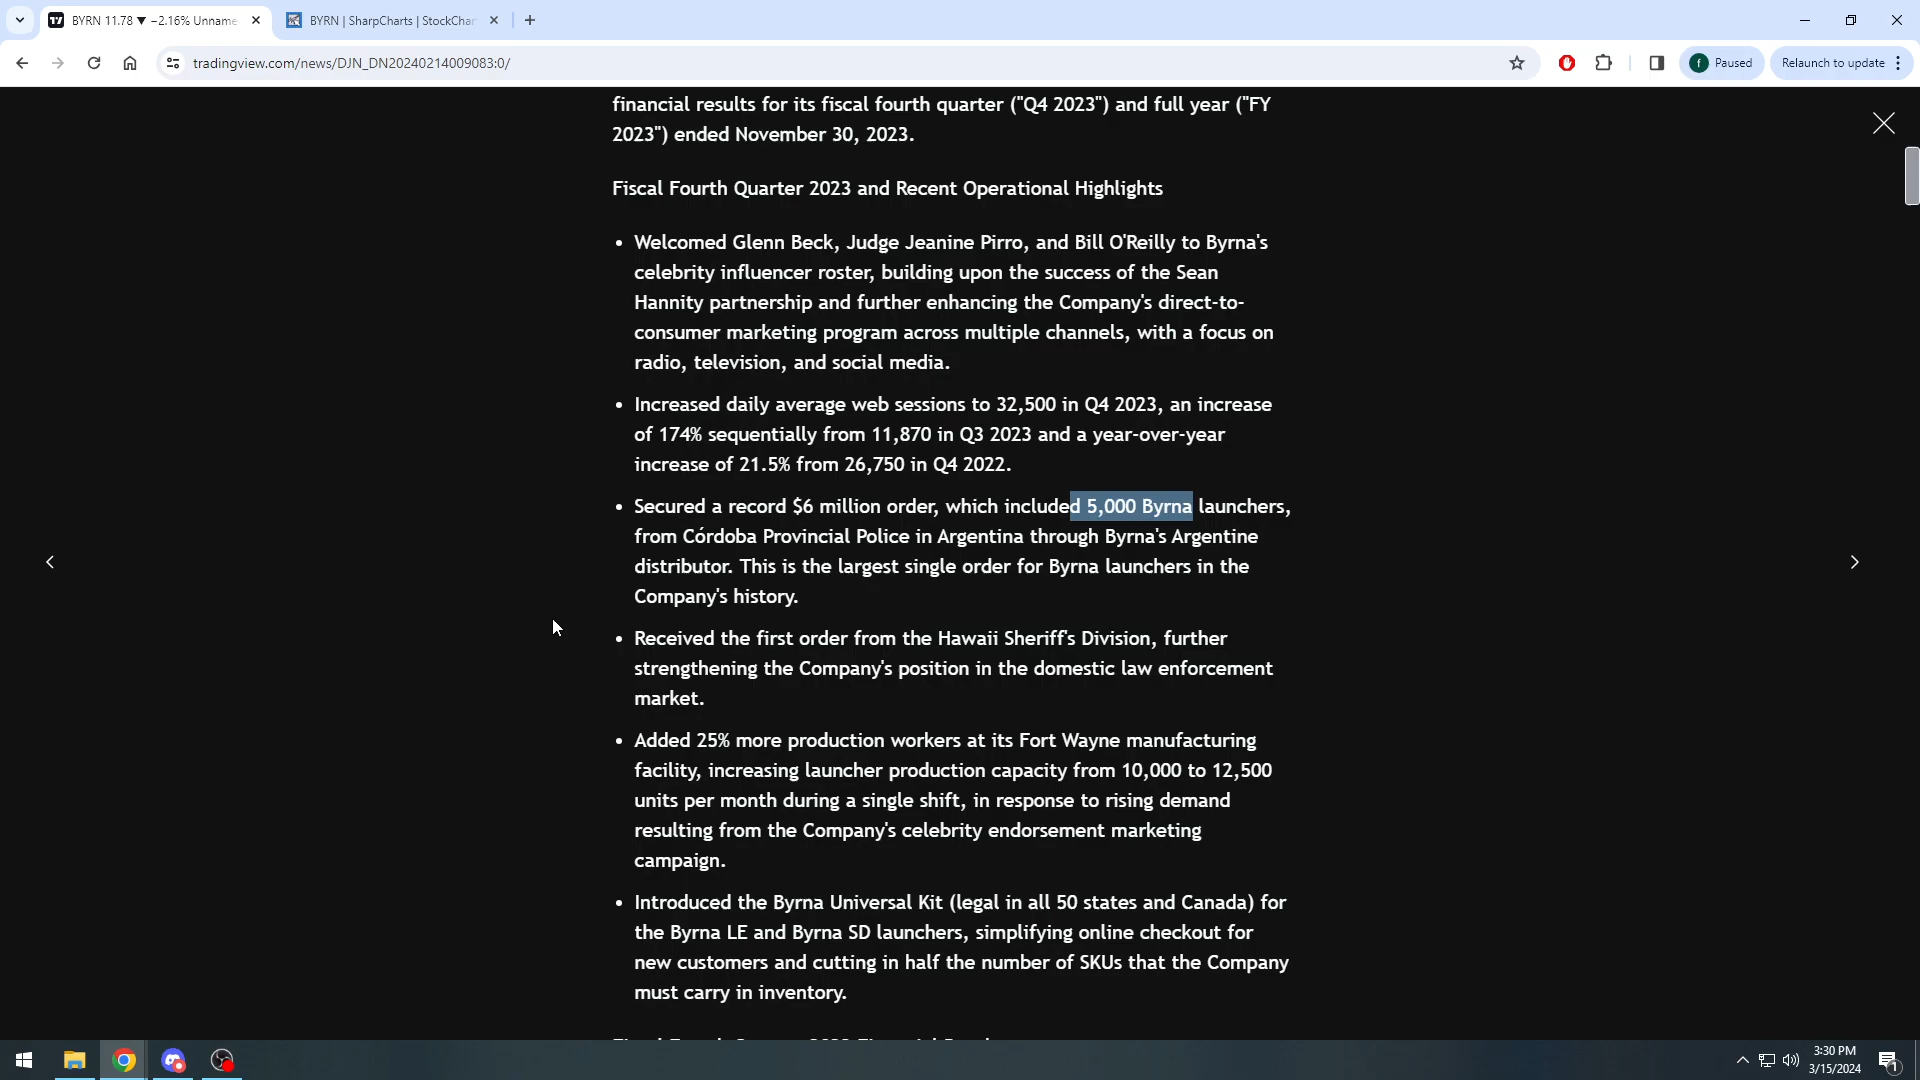 BYRN 11.78 ▼ −2.16% Unname
BYRN | SharpCharts | StockChar
tradingview.com/news/DJN_DN20240214009083:0/
f Paused
Relaunch to update
financial results for its fiscal fourth quarter ("Q4 2023") and full year ("FY
2023") ended November 30, 2023.
Fiscal Fourth Quarter 2023 and Recent Operational Highlights
• Welcomed Glenn Beck, Judge Jeanine Pirro, and Bill O'Reilly to Byrna's
celebrity influencer roster, building upon the success of the Sean
Hannity partnership and further enhancing the Company's direct-to-
consumer marketing program across multiple channels, with a focus on
radio, television, and social media.
• Increased daily average web sessions to 32,500 in Q4 2023, an increase
of 174% sequentially from 11,870 in Q3 2023 and a year-over-year
increase of 21.5% from 26,750 in Q4 2022.
• Secured a record $6 million order, which included 5,000 Byrna launchers,
from Córdoba Provincial Police in Argentina through Byrna's Argentine
distributor. This is the largest single order for Byrna launchers in the
Company's history.
• Received the first order from the Hawaii Sheriff's Division, further
strengthening the Company's position in the domestic law enforcement
market.
• Added 25% more production workers at its Fort Wayne manufacturing
facility, increasing launcher production capacity from 10,000 to 12,500
units per month during a single shift, in response to rising demand
resulting from the Company's celebrity endorsement marketing
campaign.
• Introduced the Byrna Universal Kit (legal in all 50 states and Canada) for
the Byrna LE and Byrna SD launchers, simplifying online checkout for
new customers and cutting in half the number of SKUs that the Company
must carry in inventory.
3:30 PM
3/15/2024
1